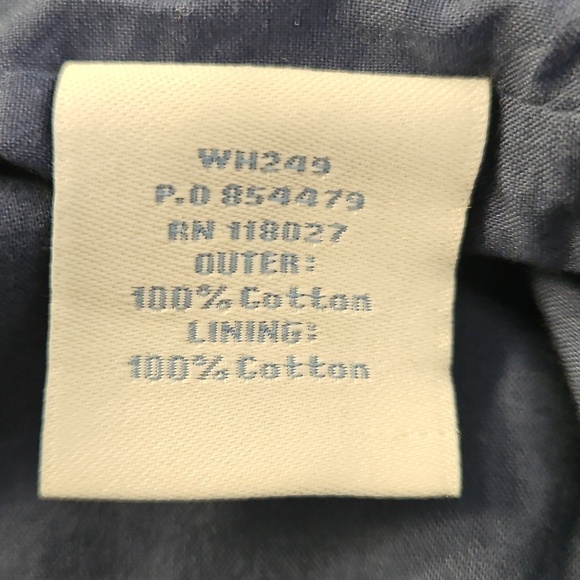 WH249
P.O 854479
RN 118027
OUTER:
100% Cotton
LINING:
100% Cotton